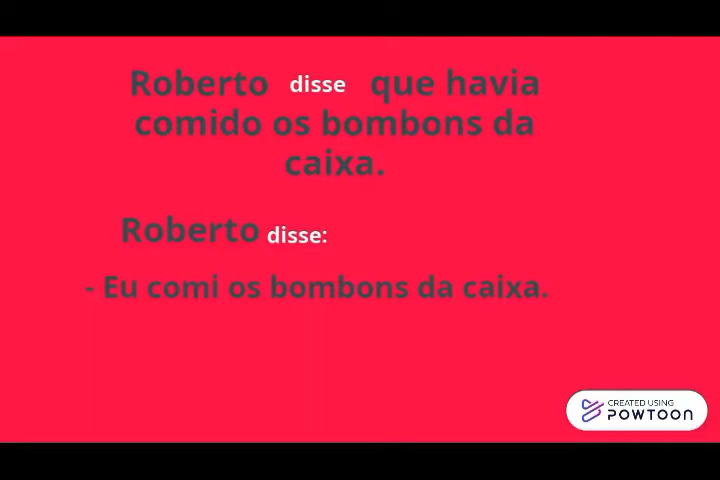 Roberto disse que havia
comido os bombons da
caixa.
Roberto disse:
- Eu comi os bombons da caixa.
CREATED USING
POWTOON